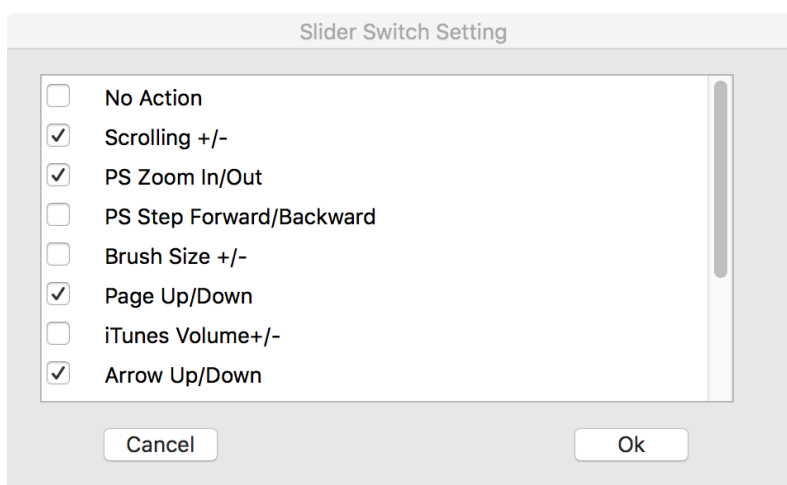 Slider Switch Setting
No Action
Scrolling +/-
PS Zoom In/Out
PS Step Forward/Backward
Brush Size +/-
Page Up/Down
iTunes Volume+/-
Arrow Up/Down
Cancel Ok